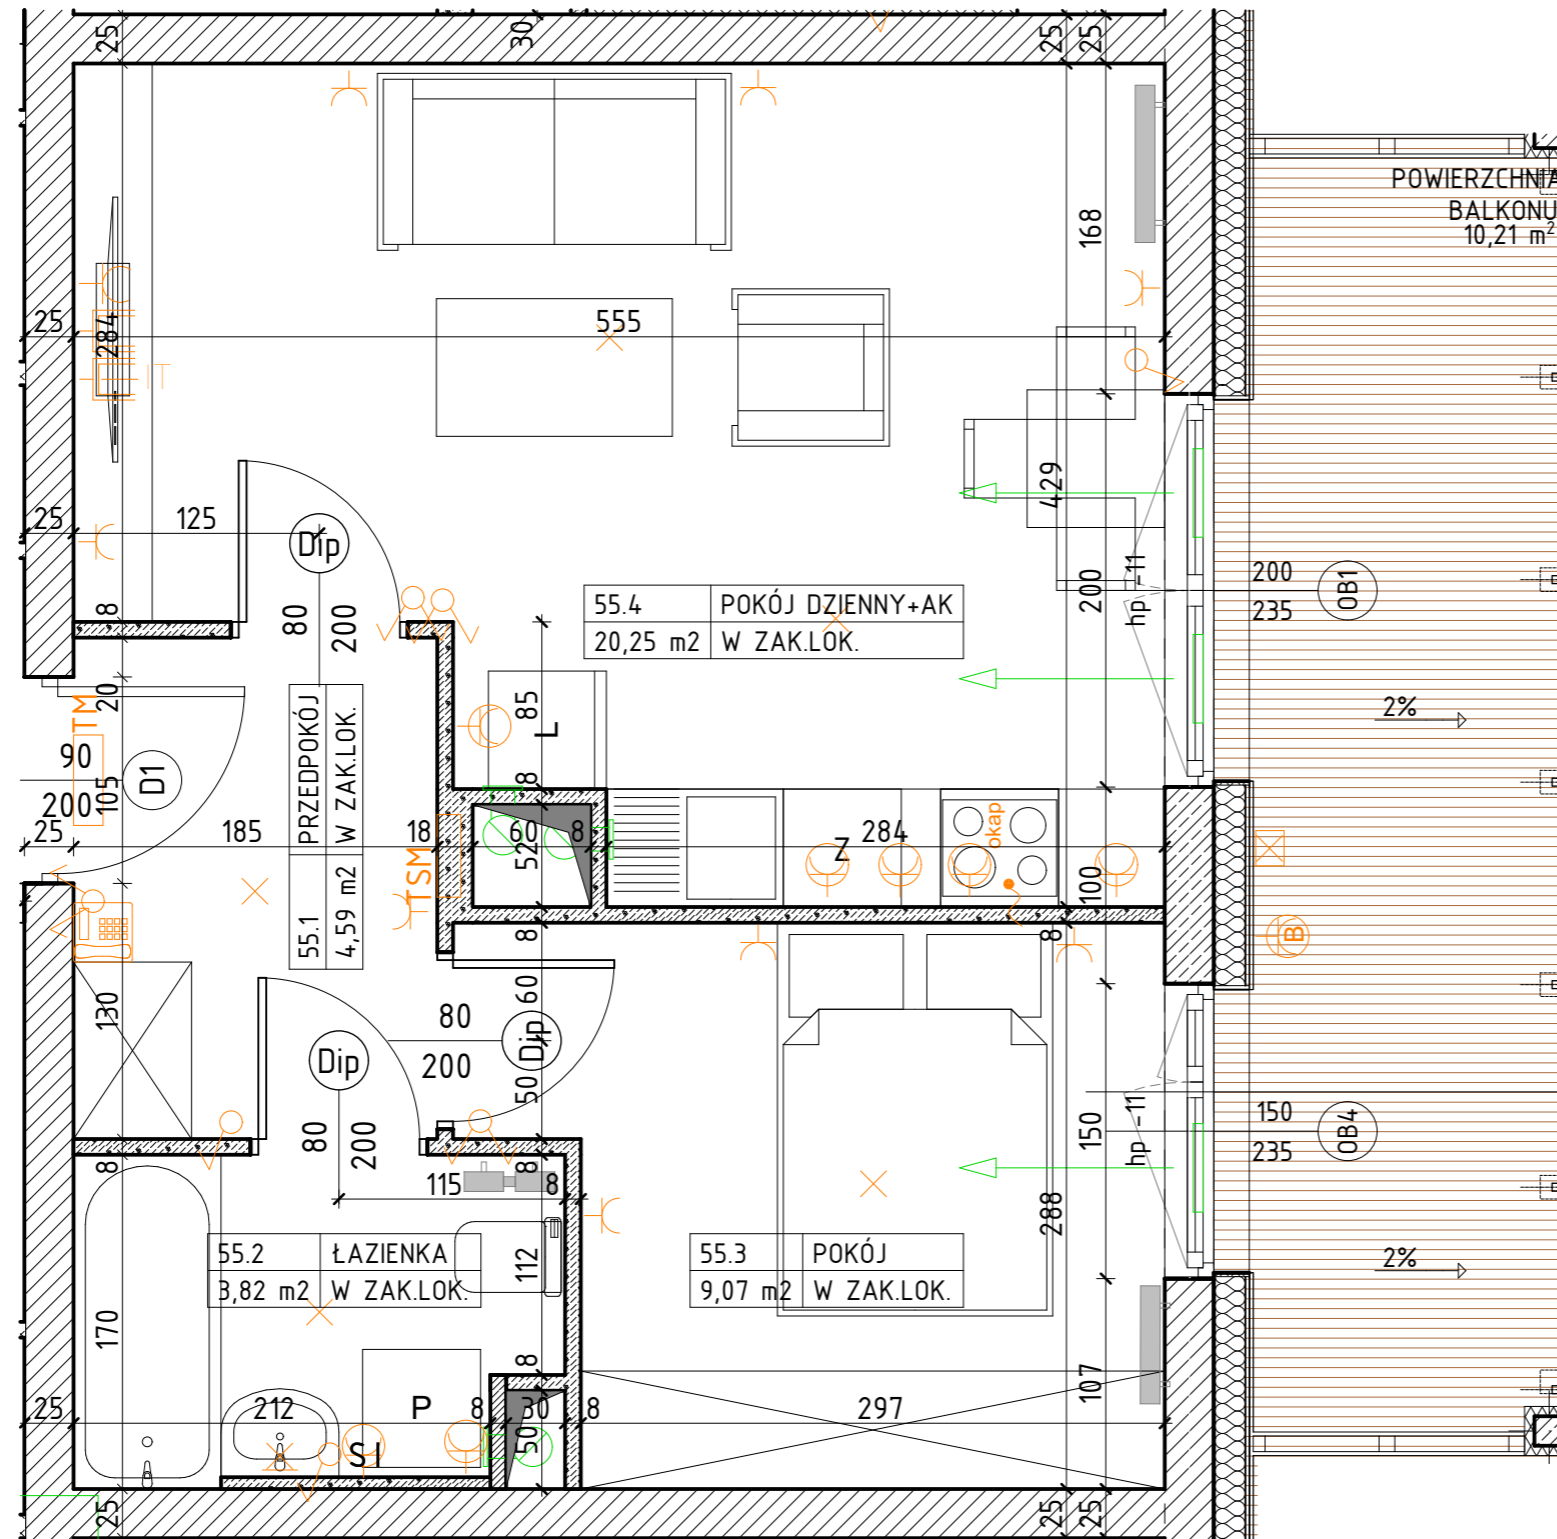 25
30
25
25
POWIERZCHNIA
BALKONU
10,21 m²
168
25
284
555
IT
25
125
Dip
80
200
429
hp -11
200
200
235
OB1
55.4 POKÓJ DZIENNY+AK
20,25 m2 W ZAK.LOK.
8
20
TM
90
200
105
D1
55.1 PRZEDPOKÓJ
4,59 m2 W ZAK.LOK.
85
L
8
2%
25
185
18
TSM
60
52
8
Z
284
okap
100
8
8
B
130
80
200
Dip
60
50
Dip
80
200
150
hp -11
150
235
OB4
8
115
8
8
55.2 ŁAZIENKA
3,82 m2 W ZAK.LOK.
112
55.3 POKÓJ
9,07 m2 W ZAK.LOK.
288
2%
170
8
107
25
212
P
8
30
8
297
50
SI
25
25
25